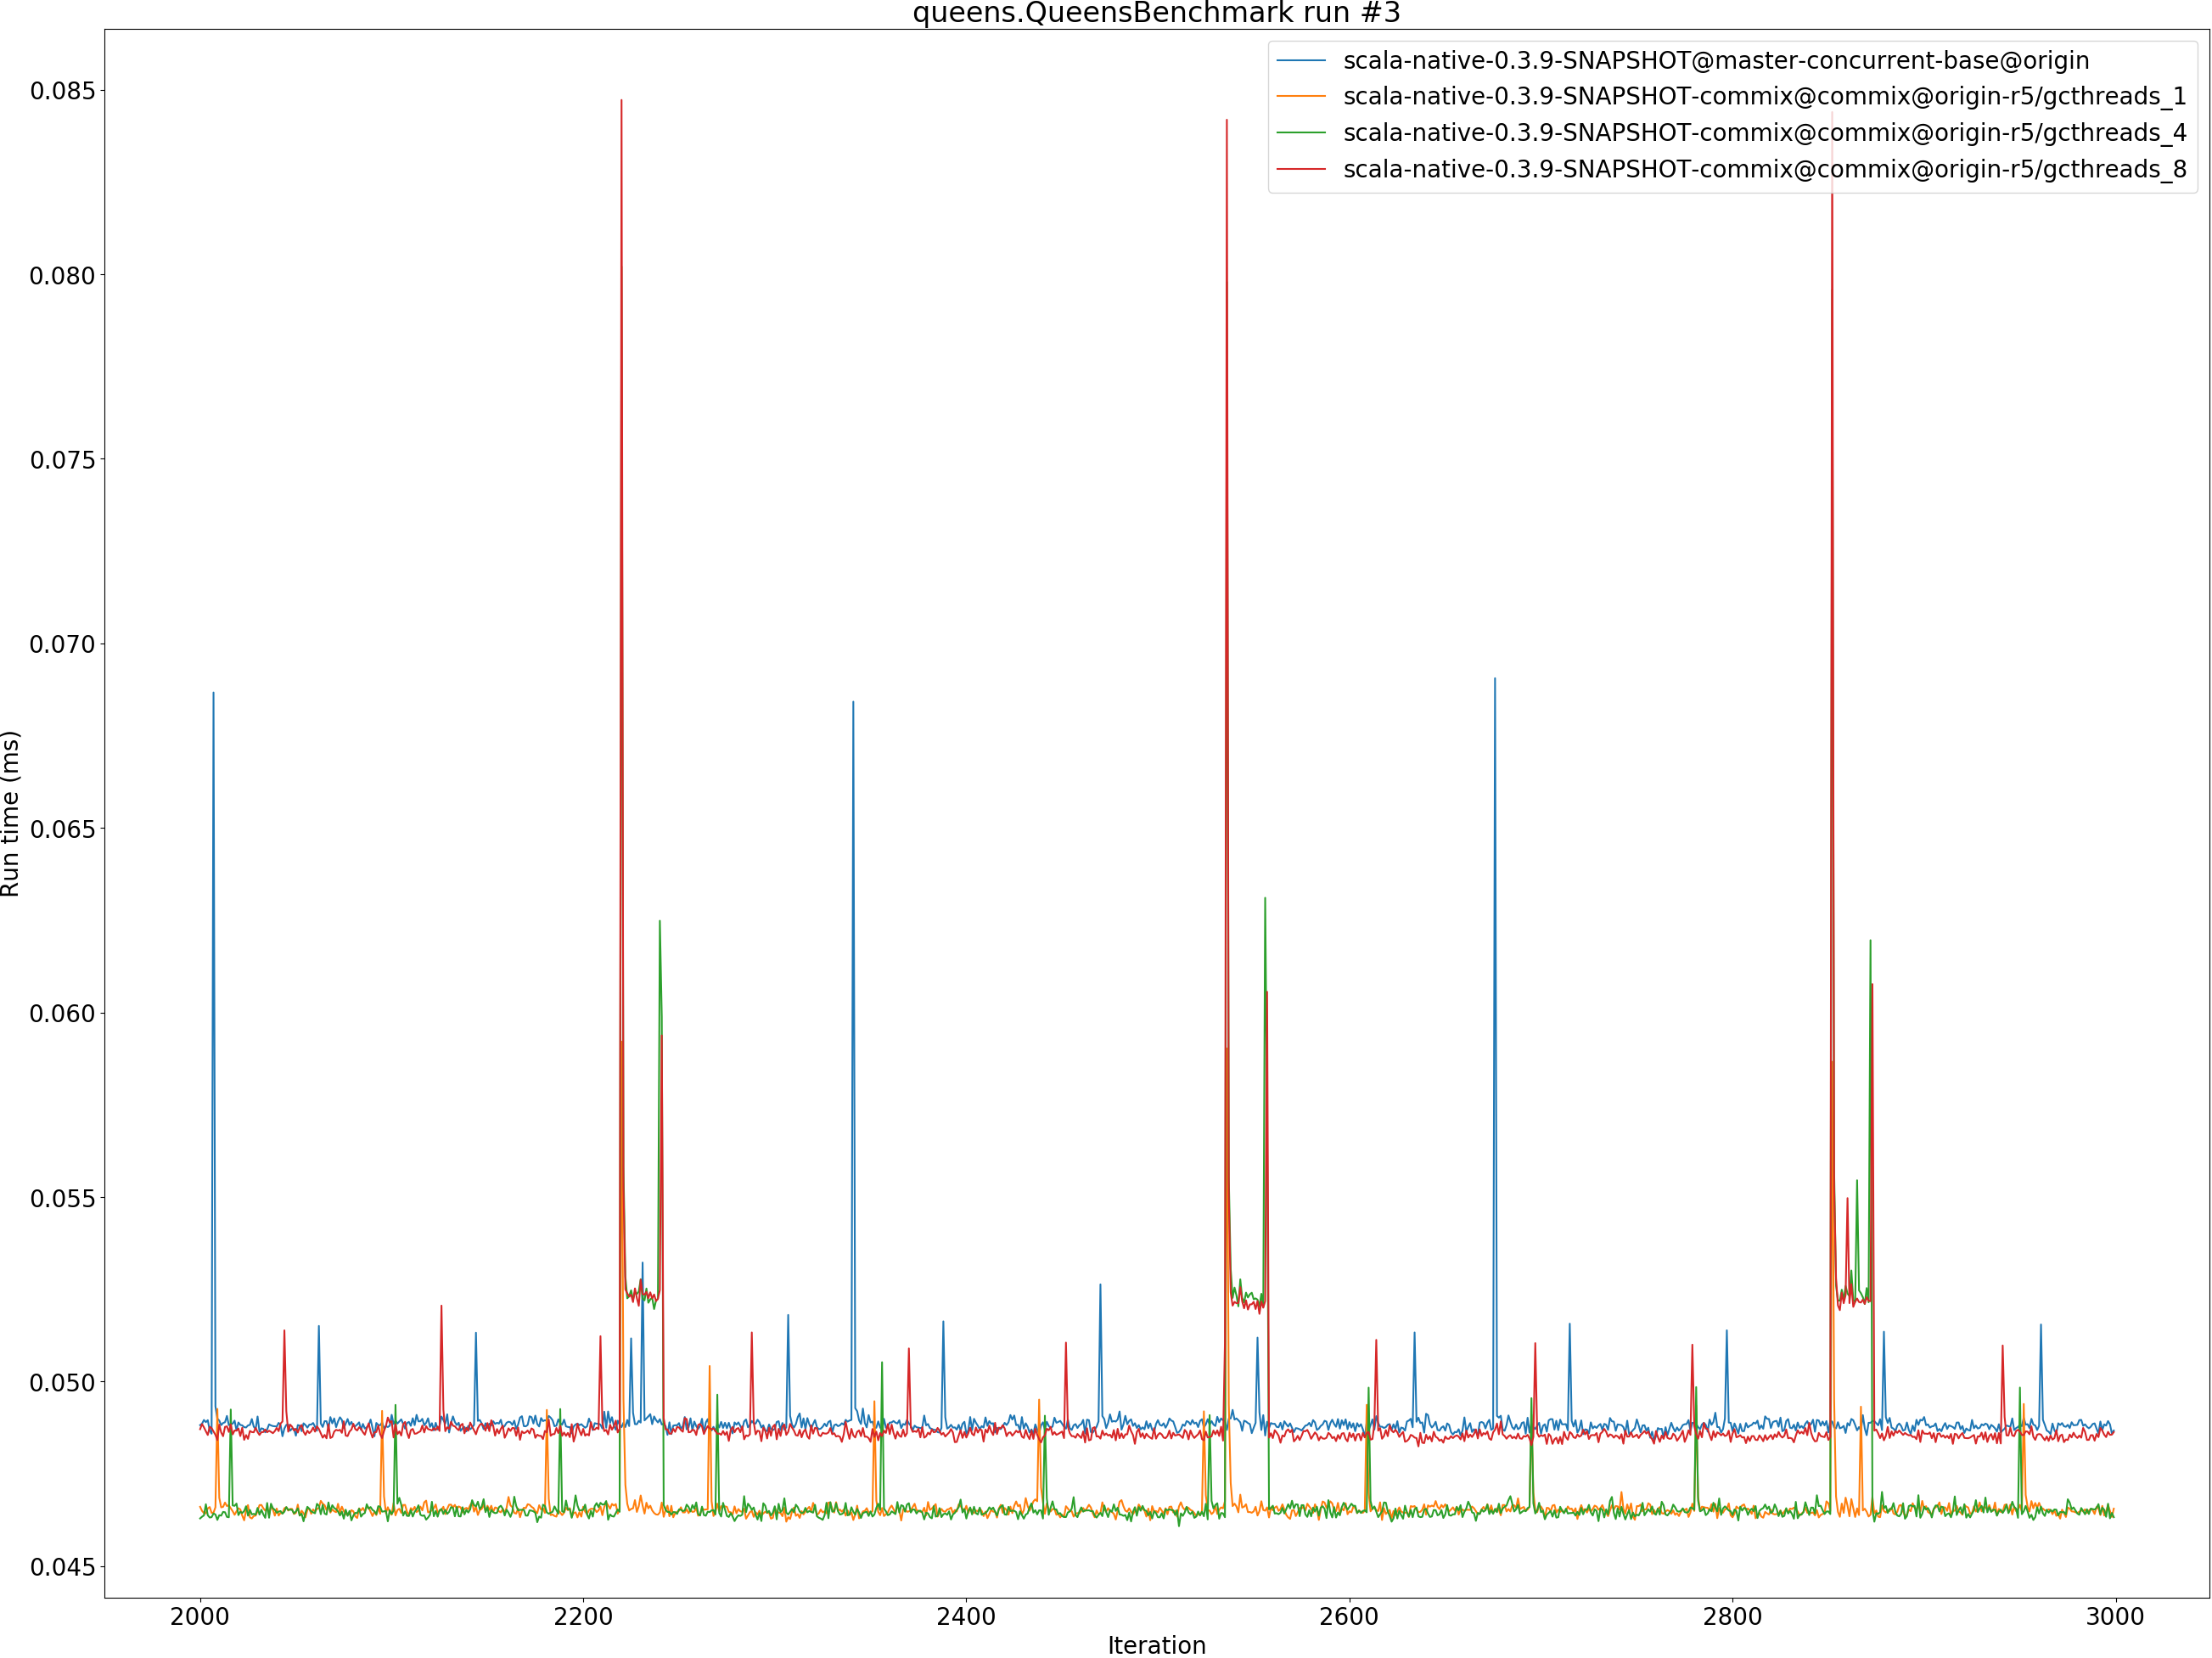 queens.QueensBenchmark run #3
scala-native-0.3.9-SNAPSHOT@master-concurrent-base@origin
scala-native-0.3.9-SNAPSHOT-commix@commix@origin-r5/gcthreads_1
scala-native-0.3.9-SNAPSHOT-commix@commix@origin-r5/gcthreads_4
scala-native-0.3.9-SNAPSHOT-commix@commix@origin-r5/gcthreads_8
Run time (ms)
0.085
0.080
0.075
0.070
0.065
0.060
0.055
0.050
0.045
2000
2200
2400
2600
2800
3000
Iteration